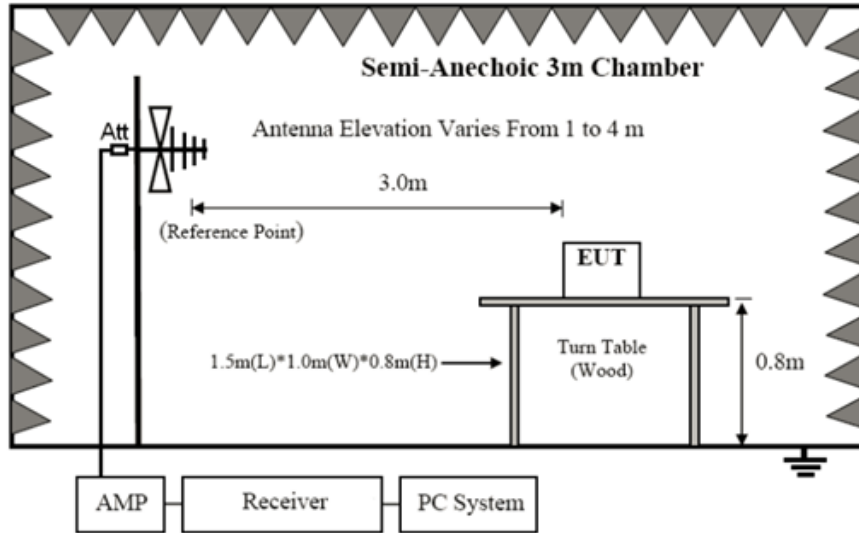 Semi-Anechoic 3m Chamber
Att
Antenna Elevation Varies From 1 to 4 m
3.0m
(Reference Point)
EUT
1.5m(L)*1.0m(W)*0.8m(H)
Turn Table
(Wood)
0.8m
AMP
Receiver
PC System